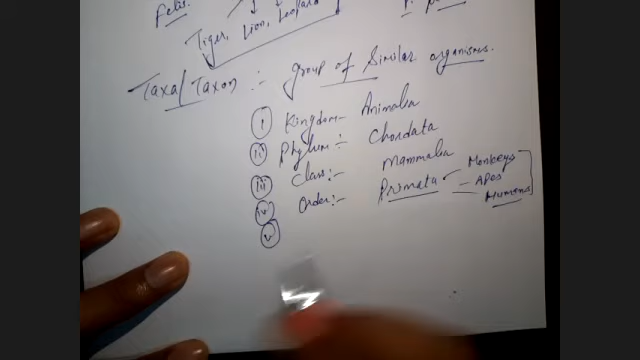 Felis.
Tiger, Lion, Leopard
Taxa/Taxon :- group of Similar organisms.
i Kingdom- Animalia
ii Phylum :- Chordata
iii Class:- Mammalia
iv Order:- Primata Monkeys
Apes
Humans
v